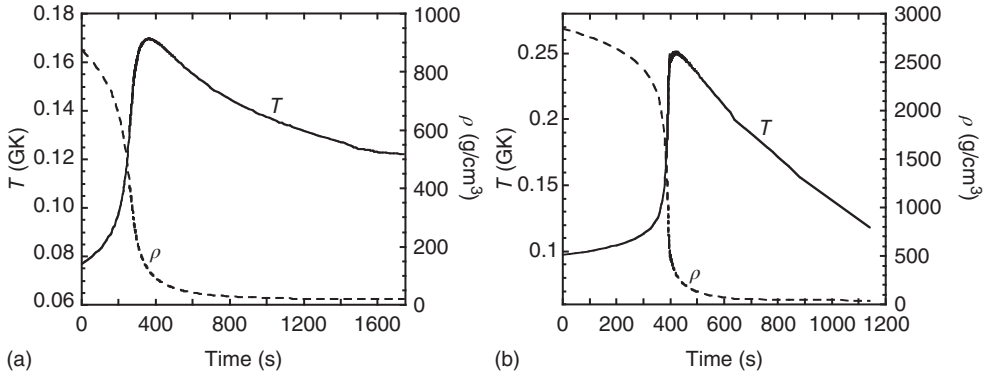 0.18
0.16
0.14
0.12
0.10
0.08
0.06
T (GK)
1000
800
600
400
200
0
ρ (g/cm³)
T
ρ
0 400 800 1200 1600
Time (s)
(a)
0.25
0.2
0.15
0.1
T (GK)
3000
2500
2000
1500
1000
500
0
ρ (g/cm³)
T
ρ
0 200 400 600 800 1000 1200
Time (s)
(b)